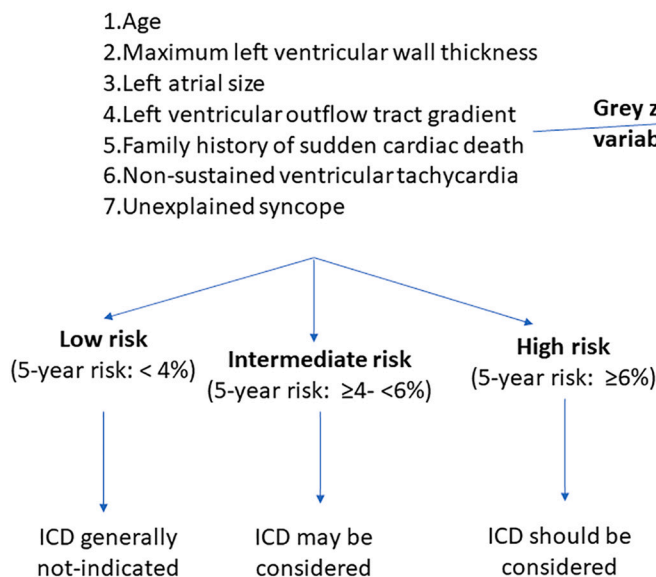 1.Age
2.Maximum left ventricular wall thickness
3.Left atrial size
4.Left ventricular outflow tract gradient
5.Family history of sudden cardiac death
6.Non-sustained ventricular tachycardia
7.Unexplained syncope
Grey
Low risk
(5-year risk: < 4%)
Intermediate risk
(5-year risk:  ≥4- <6%)
High risk
(5-year risk:  ≥6%)
ICD generally
not-indicated
ICD may be
considered
ICD should be
considered